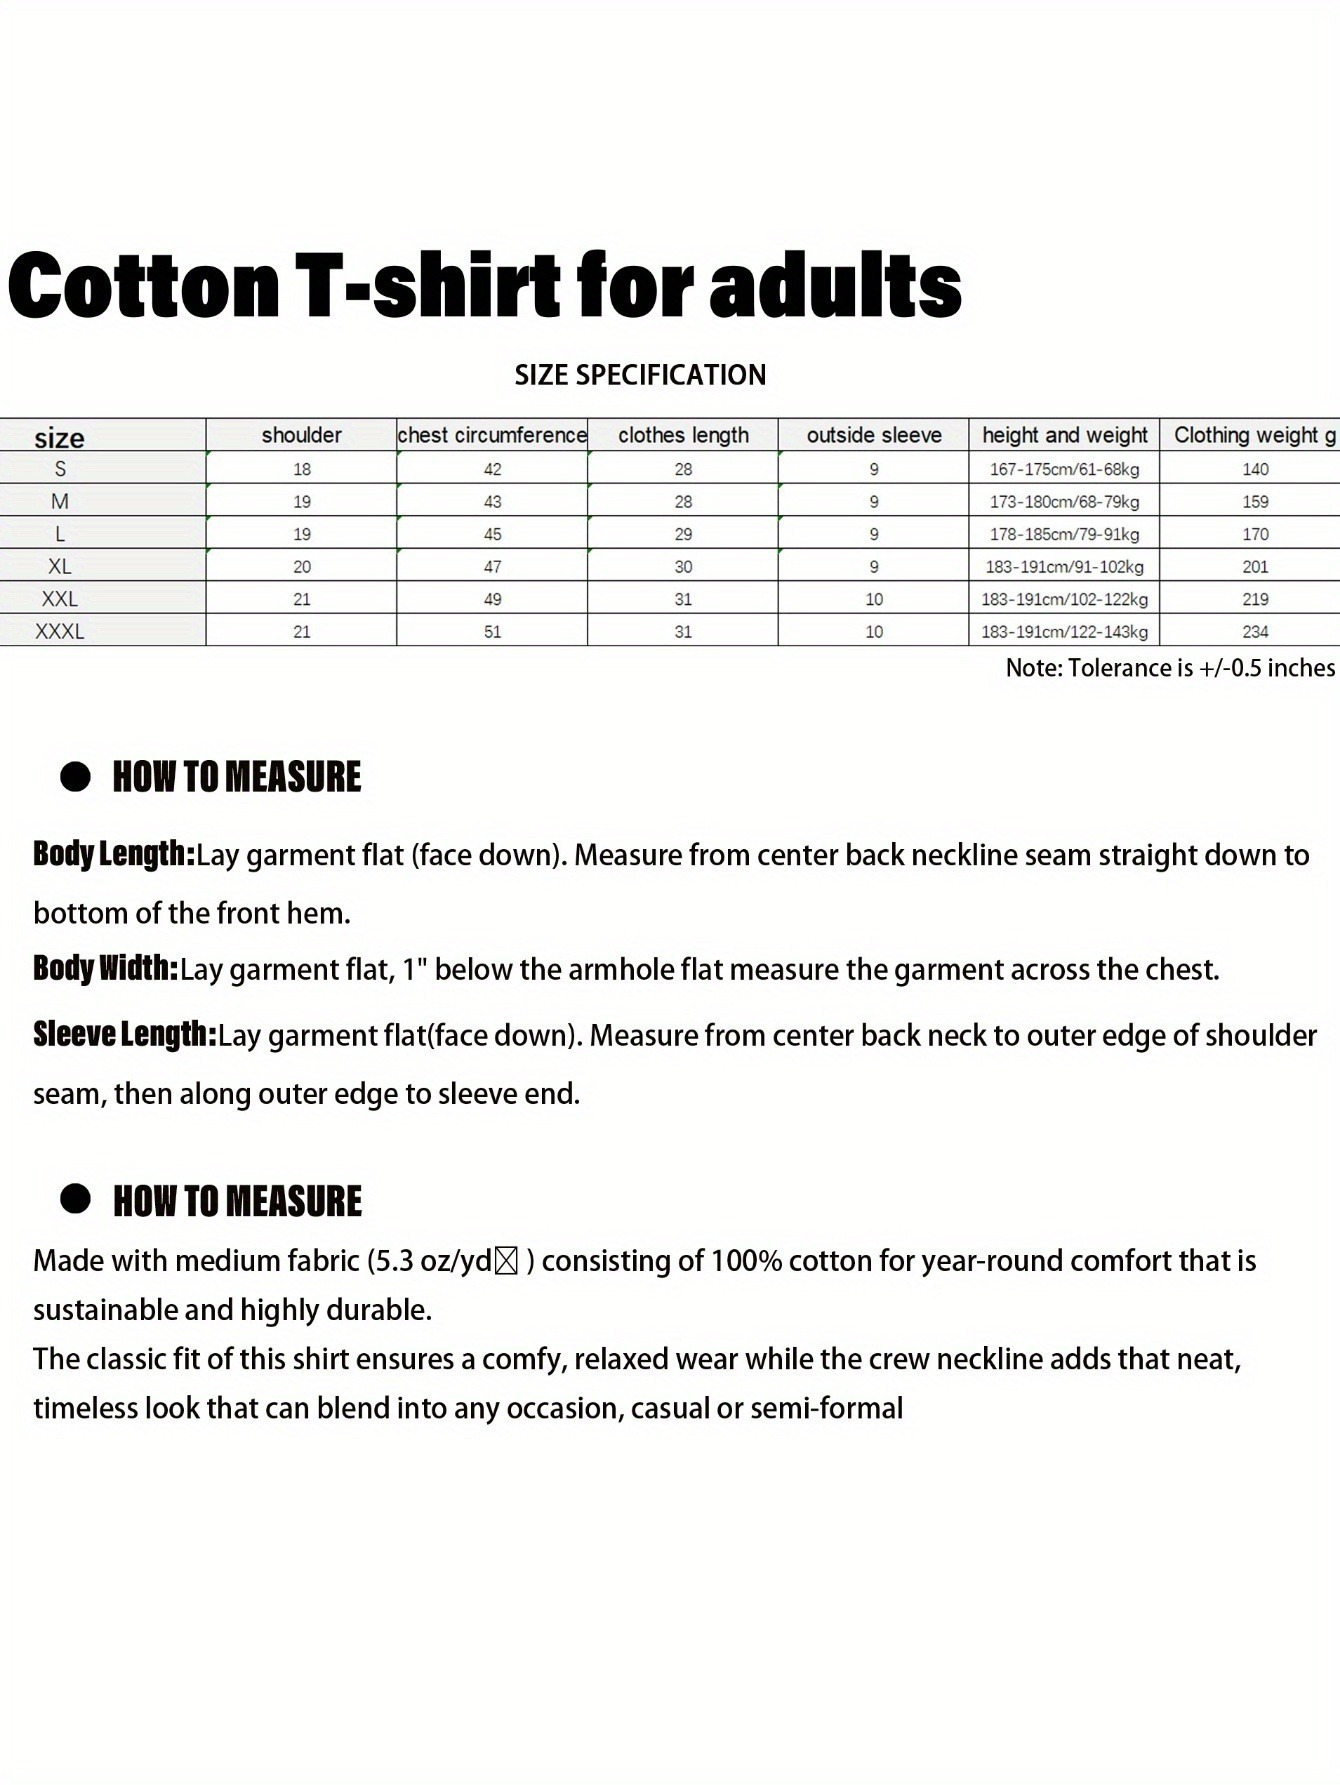 Cotton T-shirt for adults
SIZE SPECIFICATION
size shoulder chest circumference clothes length outside sleeve height and weight Clothing weight g
S 18 42 28 9 167-175cm/61-68kg 140
M 19 43 28 9 173-180cm/68-79kg 159
L 19 45 29 9 178-185cm/79-91kg 170
XL 20 47 30 9 183-191cm/91-102kg 201
XXL 21 49 31 10 183-191cm/102-122kg 219
XXXL 21 51 31 10 183-191cm/122-143kg 234
Note: Tolerance is +/-0.5 inches
● HOW TO MEASURE
Body Length:Lay garment flat (face down). Measure from center back neckline seam straight down to
bottom of the front hem.
Body Width:Lay garment flat, 1" below the armhole flat measure the garment across the chest.
Sleeve Length:Lay garment flat(face down). Measure from center back neck to outer edge of shoulder
seam, then along outer edge to sleeve end.
● HOW TO MEASURE
Made with medium fabric (5.3 oz/yd ) consisting of 100% cotton for year-round comfort that is
sustainable and highly durable.
The classic fit of this shirt ensures a comfy, relaxed wear while the crew neckline adds that neat,
timeless look that can blend into any occasion, casual or semi-formal